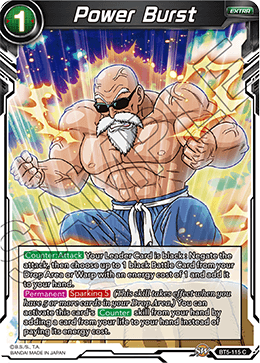 1
Power Burst
EXTRA
Counter:Attack Your Leader Card is black: Negate the
attack, then choose up to 1 black Battle Card from your
Drop Area or Warp with an energy cost of 1 and add it
to your hand.
Permanent Sparking 5 (This skill takes effect when you
have 5 or more cards in your Drop Area.) You can
activate this card's Counter skill from your hand by
adding a card from your life to your hand instead of
paying its energy cost.
BANDAI MADE IN JAPAN
BT5-115 C